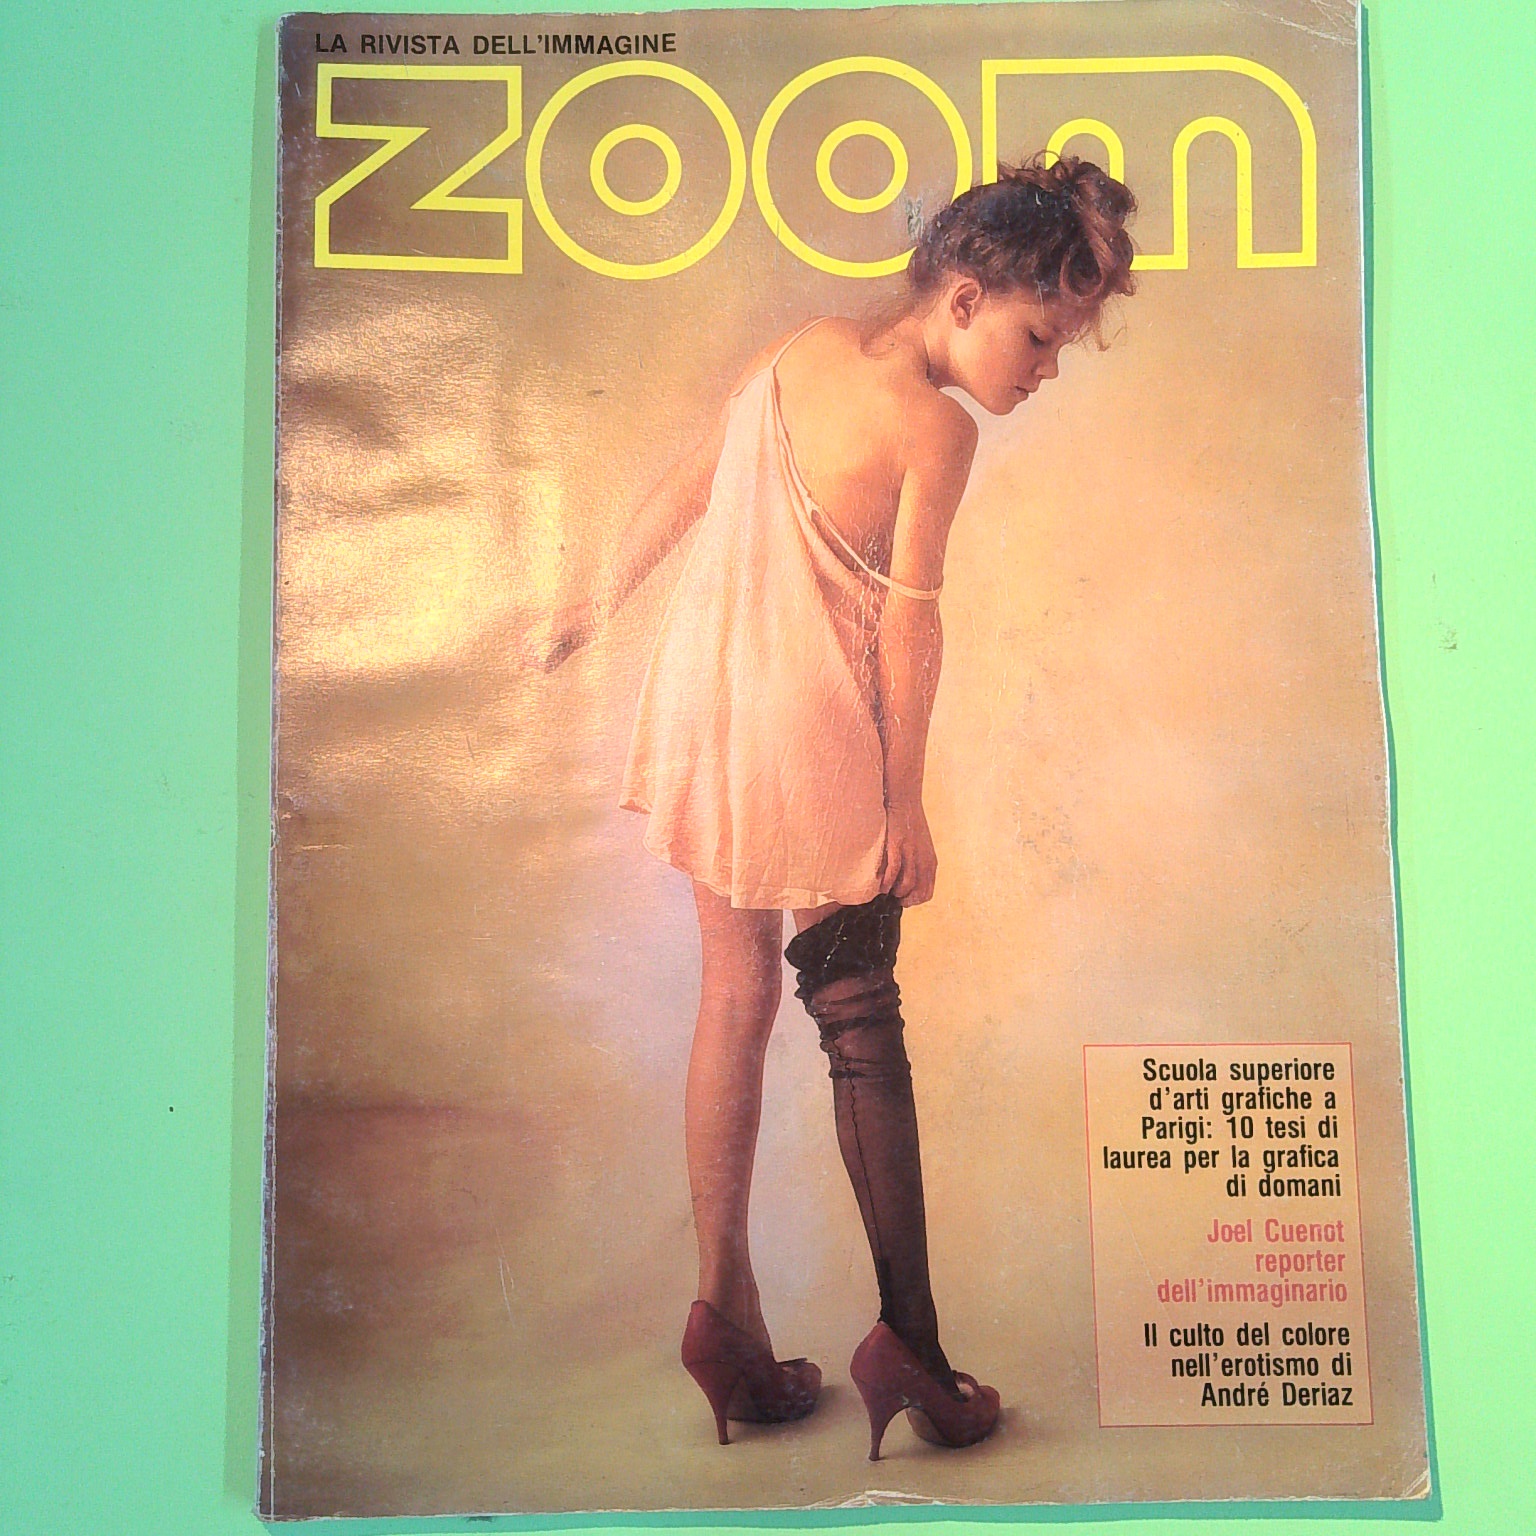 LA RIVISTA DELL'IMMAGINE
zoom
Scuola superiore
d'arti grafiche a
Parigi: 10 tesi di
laurea per la grafica
di domani
Joel Cuenot
reporter
dell'immaginario
Il culto del colore
nell'erotismo di
André Deriaz